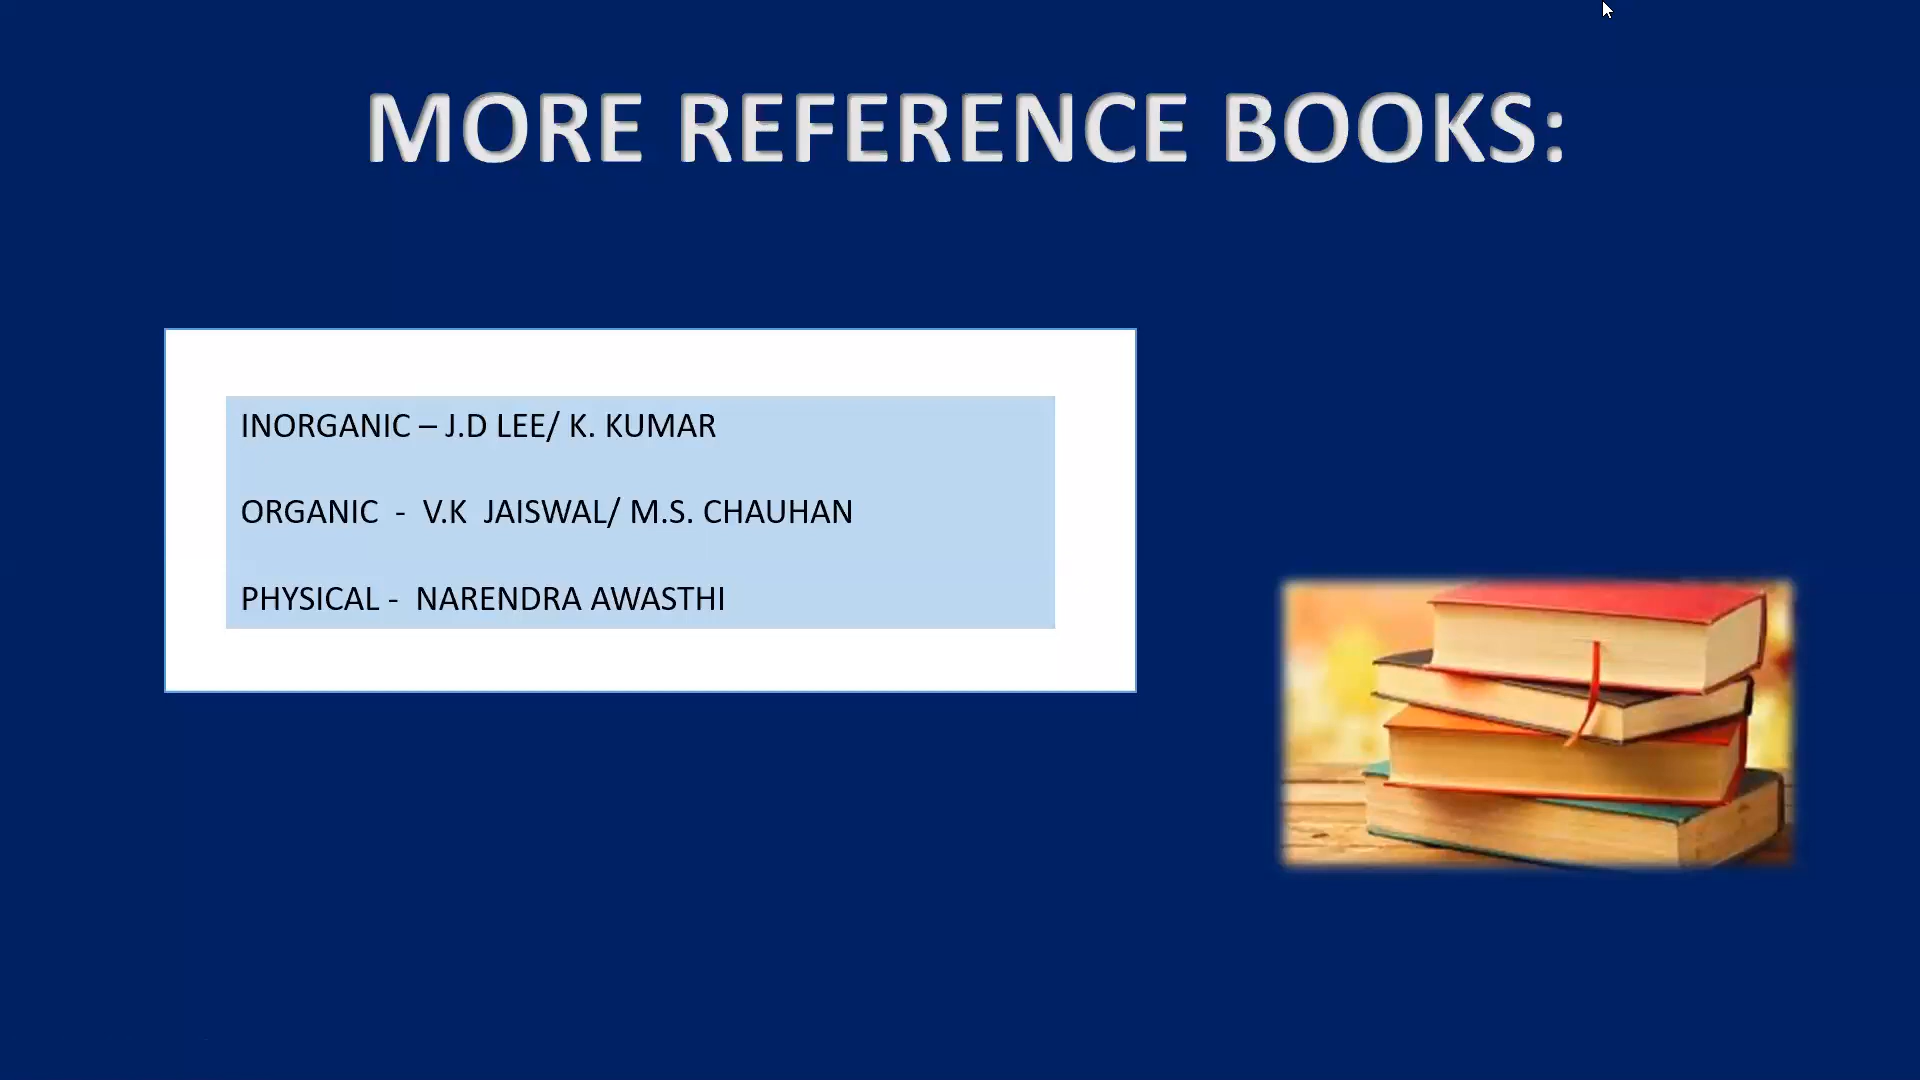 MORE REFERENCE BOOKS:
INORGANIC – J.D LEE/ K. KUMAR
ORGANIC - V.K JAISWAL/ M.S. CHAUHAN
PHYSICAL - NARENDRA AWASTHI